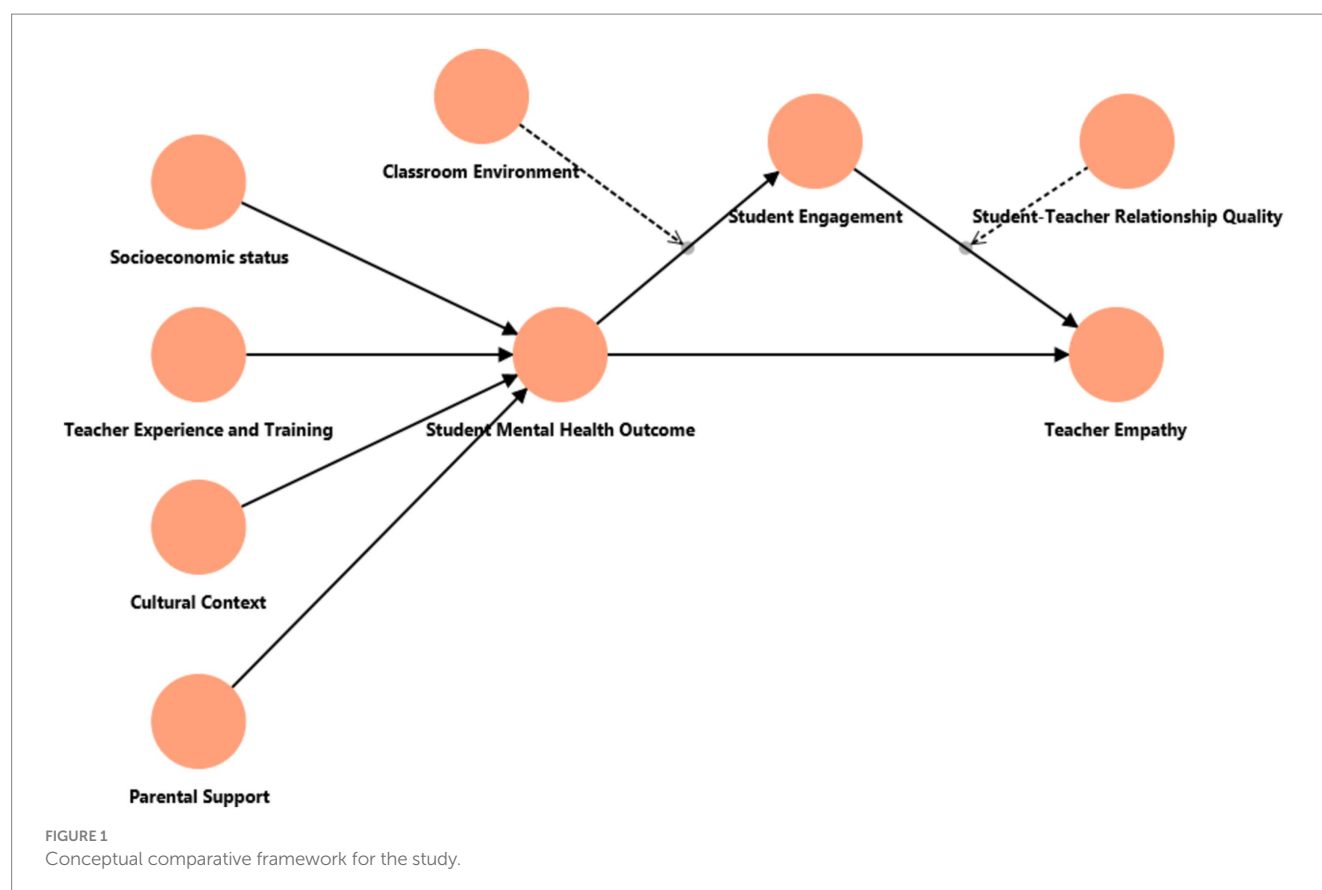 Classroom Environment
Student Engagement
Student-Teacher Relationship Quality
Socioeconomic status
Teacher Experience and Training
Student Mental Health Outcome
Teacher Empathy
Cultural Context
Parental Support
FIGURE 1
Conceptual comparative framework for the study.